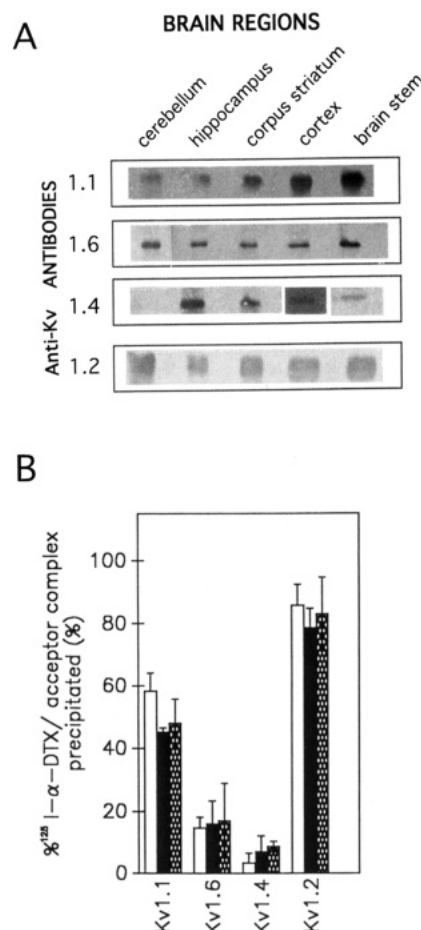 A
BRAIN REGIONS
cerebellum
hippocampus
corpus striatum
cortex
brain stem
Anti-Kv ANTIBODIES
1.1
1.6
1.4
1.2
B
%¹²⁵ I-α-DTX/ acceptor complex
precipitated (%)
100
80
60
40
20
0
Kv1.1
Kv1.6
Kv1.4
Kv1.2